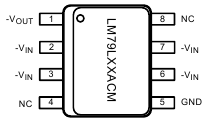 -VOUT 1 8 NC
-VIN 2 7 -VIN
-VIN 3 6 -VIN
NC 4 5 GND
LM79LXXACM